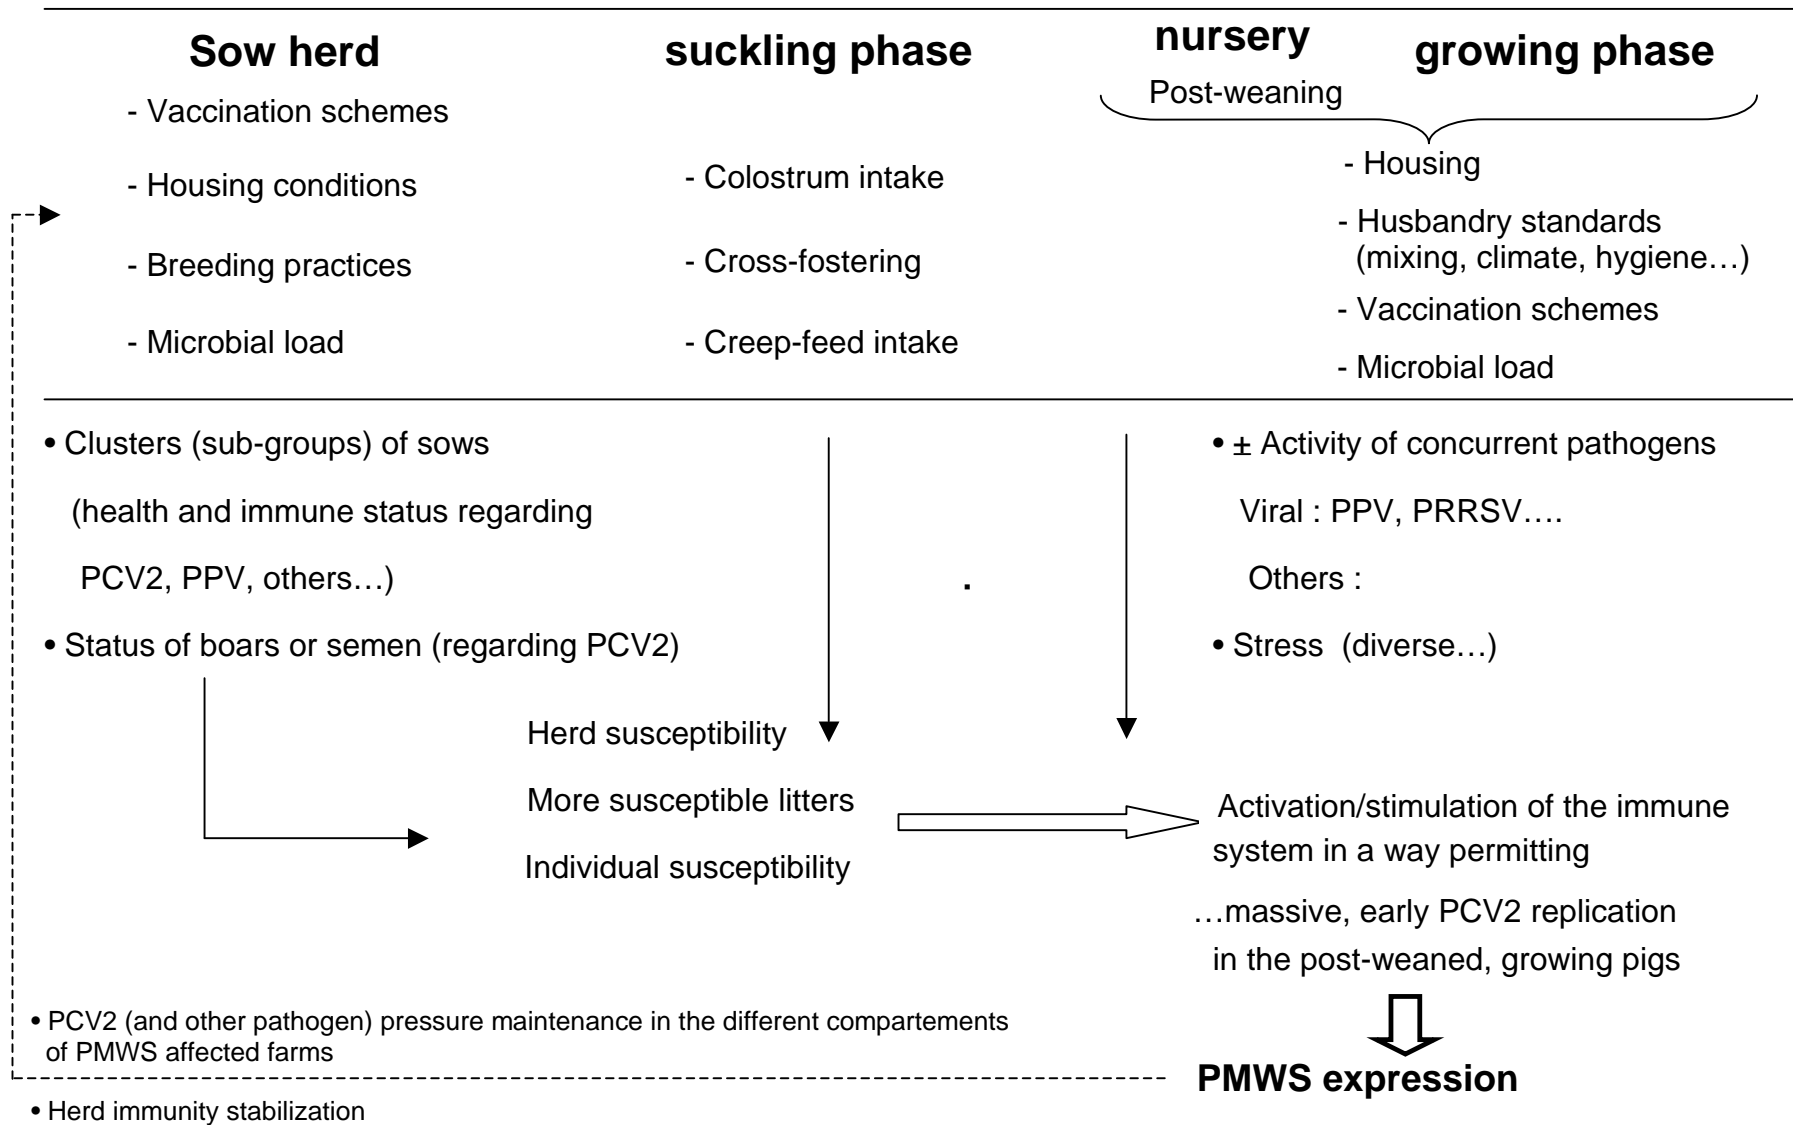 Sow herd
- Vaccination schemes
- Housing conditions
- Breeding practices
- Microbial load
suckling phase
- Colostrum intake
- Cross-fostering
- Creep-feed intake
nursery
growing phase
Post-weaning
- Housing
- Husbandry standards
(mixing, climate, hygiene…)
- Vaccination schemes
- Microbial load
• Clusters (sub-groups) of sows
(health and immune status regarding
PCV2, PPV, others…)
• Status of boars or semen (regarding PCV2)
.
• ± Activity of concurrent pathogens
Viral : PPV, PRRSV….
Others :
• Stress (diverse…)
Herd susceptibility
More susceptible litters
Individual susceptibility
Activation/stimulation of the immune
system in a way permitting
…massive, early PCV2 replication
in the post-weaned, growing pigs
• PCV2 (and other pathogen) pressure maintenance in the different compartements
of PMWS affected farms
PMWS expression
• Herd immunity stabilization